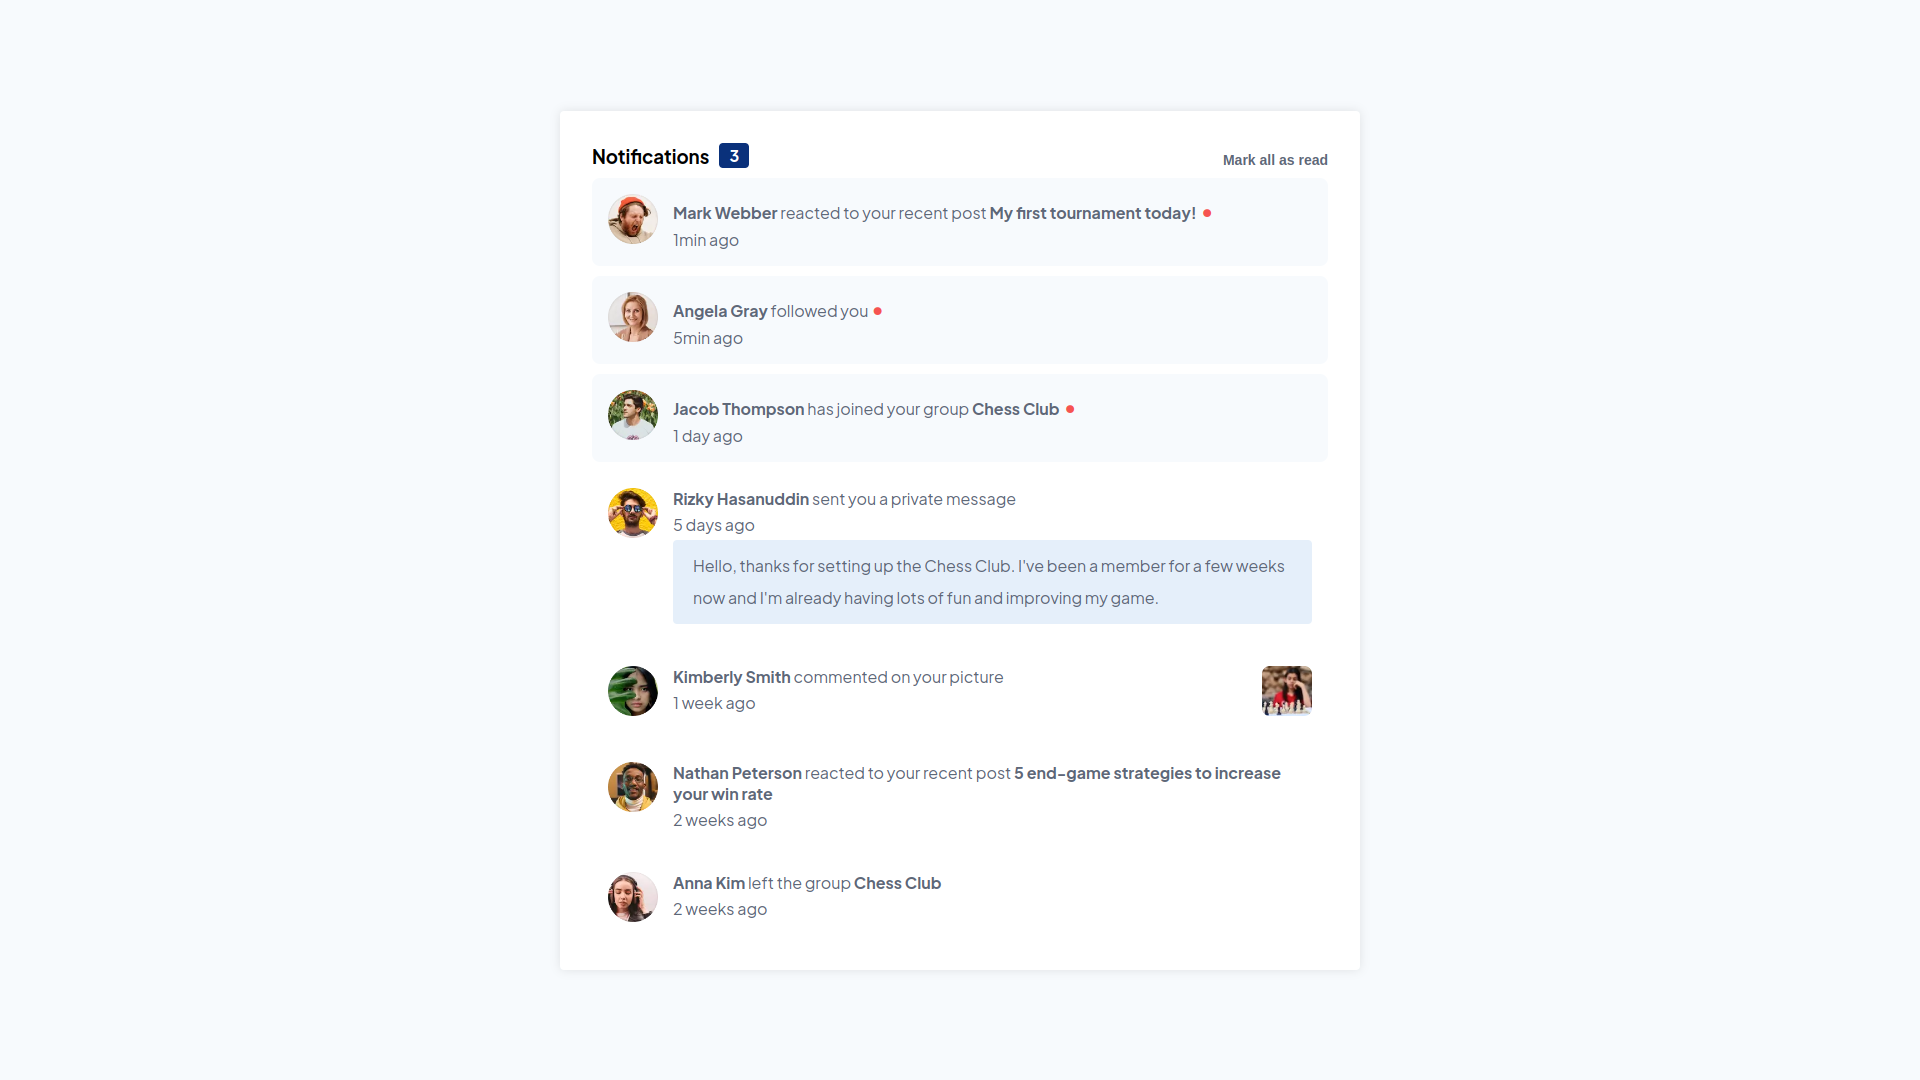 Notifications 3
Mark all as read
Mark Webber reacted to your recent post My first tournament today!
1min ago
Angela Gray followed you
5min ago
Jacob Thompson has joined your group Chess Club
1 day ago
Rizky Hasanuddin sent you a private message
5 days ago
Hello, thanks for setting up the Chess Club. I've been a member for a few weeks
now and I'm already having lots of fun and improving my game.
Kimberly Smith commented on your picture
1 week ago
Nathan Peterson reacted to your recent post 5 end-game strategies to increase
your win rate
2 weeks ago
Anna Kim left the group Chess Club
2 weeks ago